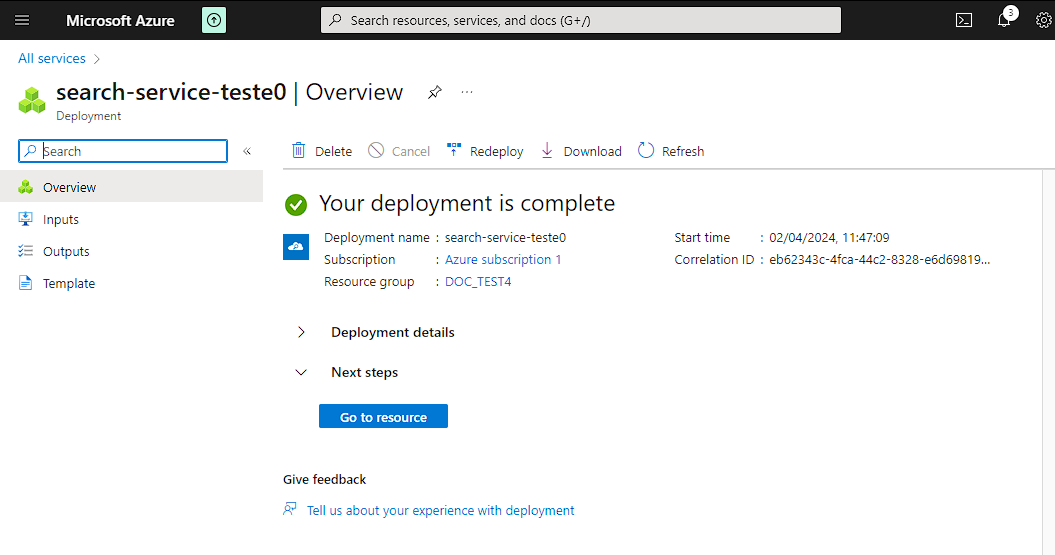 Microsoft Azure
Search resources, services, and docs (G+/)
3
All services
search-service-teste0 | Overview
Deployment
Search
Delete
Cancel
Redeploy
Download
Refresh
Overview
Inputs
Outputs
Template
Your deployment is complete
Deployment name : search-service-teste0
Subscription : Azure subscription 1
Resource group : DOC_TEST4
Start time : 02/04/2024, 11:47:09
Correlation ID : eb62343c-4fca-44c2-8328-e6d69819...
Deployment details
Next steps
Go to resource
Give feedback
Tell us about your experience with deployment